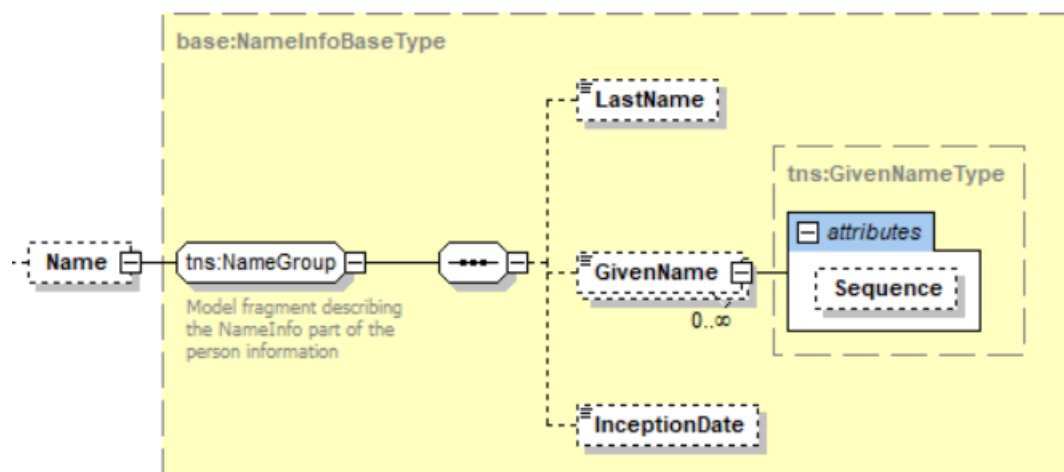 base:NameInfoBaseType
LastName
tns:GivenNameType
attributes
Name
tns:NameGroup
GivenName
Sequence
Model fragment describing
the NameInfo part of the
person information
0..∞
InceptionDate